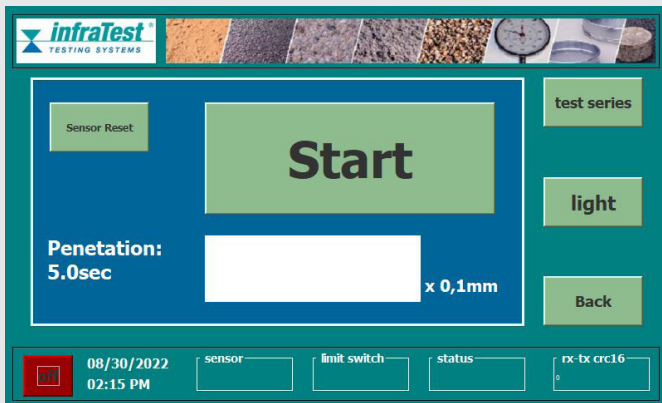 infraTest®
TESTING SYSTEMS
Sensor Reset
Start
test series
light
Penetation:
5.0sec
x 0,1mm
Back
off
08/30/2022
02:15 PM
sensor
limit switch
status
rx-tx crc16
0